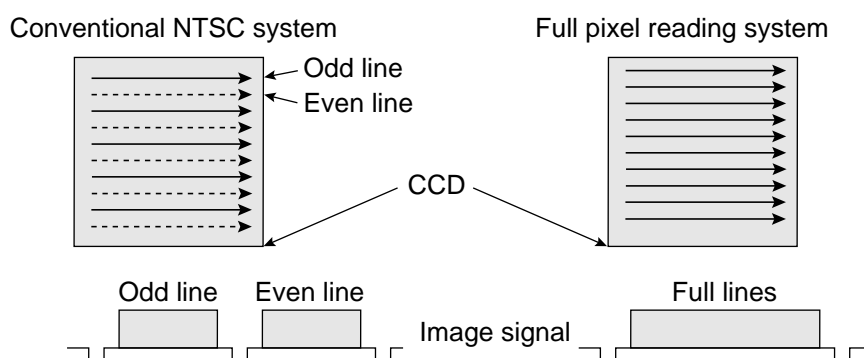 Conventional NTSC system
Full pixel reading system
Odd line
Even line
CCD
Odd line
Even line
Full lines
Image signal